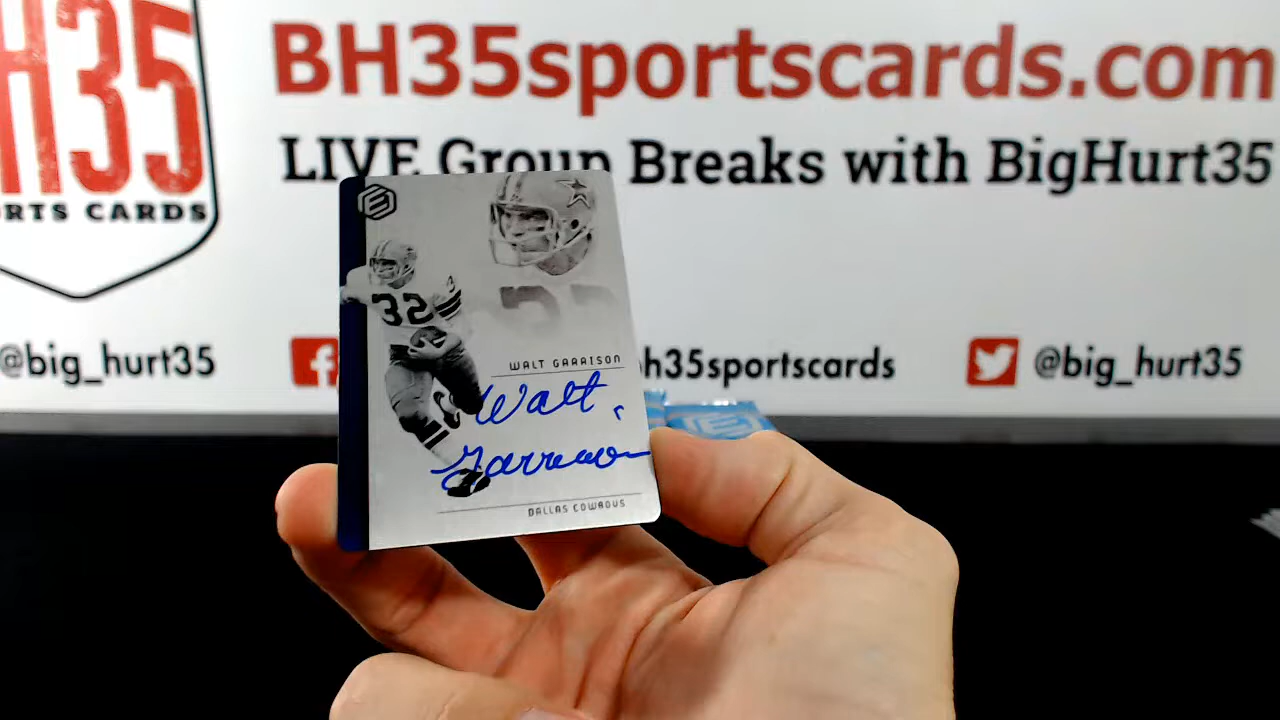 H35
RTS CARDS
BH35sportscards.com
LIVE Group Breaks with BigHurt35
@big_hurt35
h35sportscards
@big_hurt35
32
WALT GARRISON
Walt
Garrison
DALLAS COWBOYS